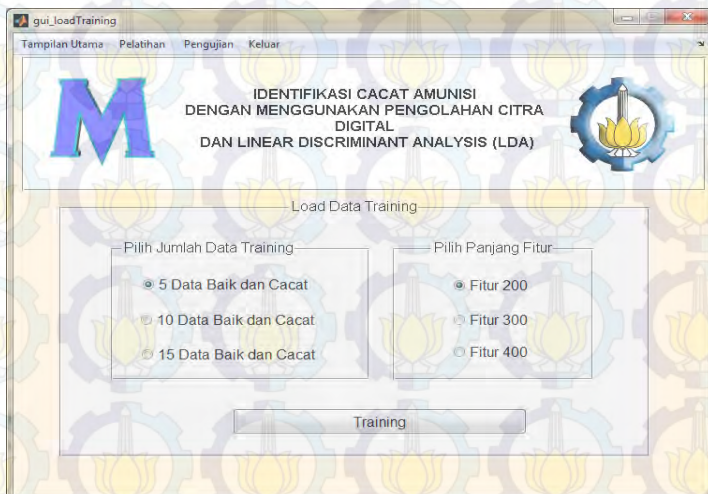 gui_loadTraining
Tampilan Utama Pelatihan Pengujian Keluar
M
IDENTIFIKASI CACAT AMUNISI
DENGAN MENGGUNAKAN PENGOLAHAN CITRA
DIGITAL
DAN LINEAR DISCRIMINANT ANALYSIS (LDA)
Load Data Training
Pilih Jumlah Data Training
5 Data Baik dan Cacat
10 Data Baik dan Cacat
15 Data Baik dan Cacat
Pilih Panjang Fitur
Fitur 200
Fitur 300
Fitur 400
Training